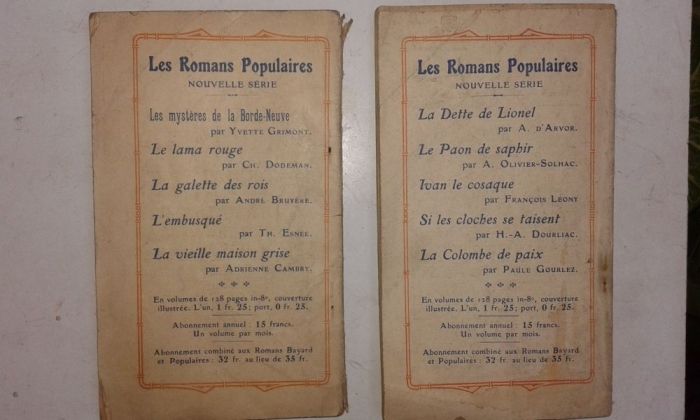 Les Romans Populaires
NOUVELLE SÉRIE
Les mystères de la Borde-Neuve
par YVETTE GRIMONT.
Le lama rouge
par CH. DODEMAN.
La galette des rois
par ANDRÉ BRUYÈRE.
L'embusqué
par TH. ESNÉE.
La vieille maison grise
par ADRIENNE CAMBRY.
En volumes de 128 pages in-8º, couverture
illustrée. L'un, 1 fr. 25; port, 0 fr. 25.
Abonnement annuel : 15 francs.
Un volume par mois.
Abonnement combiné aux Romans Bayard
et Populaires : 32 fr. au lieu de 35 fr.
Les Romans Populaires
NOUVELLE SÉRIE
La Dette de Lionel
par A. D'ARVOR.
Le Paon de saphir
par A. OLIVIER-SOLHAC.
Ivan le cosaque
par FRANÇOIS LÉONY
Si les cloches se taisent
par H.-A. DOURLIAC.
La Colombe de paix
par PAULE GOURLEZ.
En volumes de 128 pages in-8º, couverture
illustrée. L'un, 1 fr. 25; port, 0 fr. 25.
Abonnement annuel : 15 francs.
Un volume par mois.
Abonnement combiné aux Romans Bayard
et Populaires : 32 fr. au lieu de 35 fr.